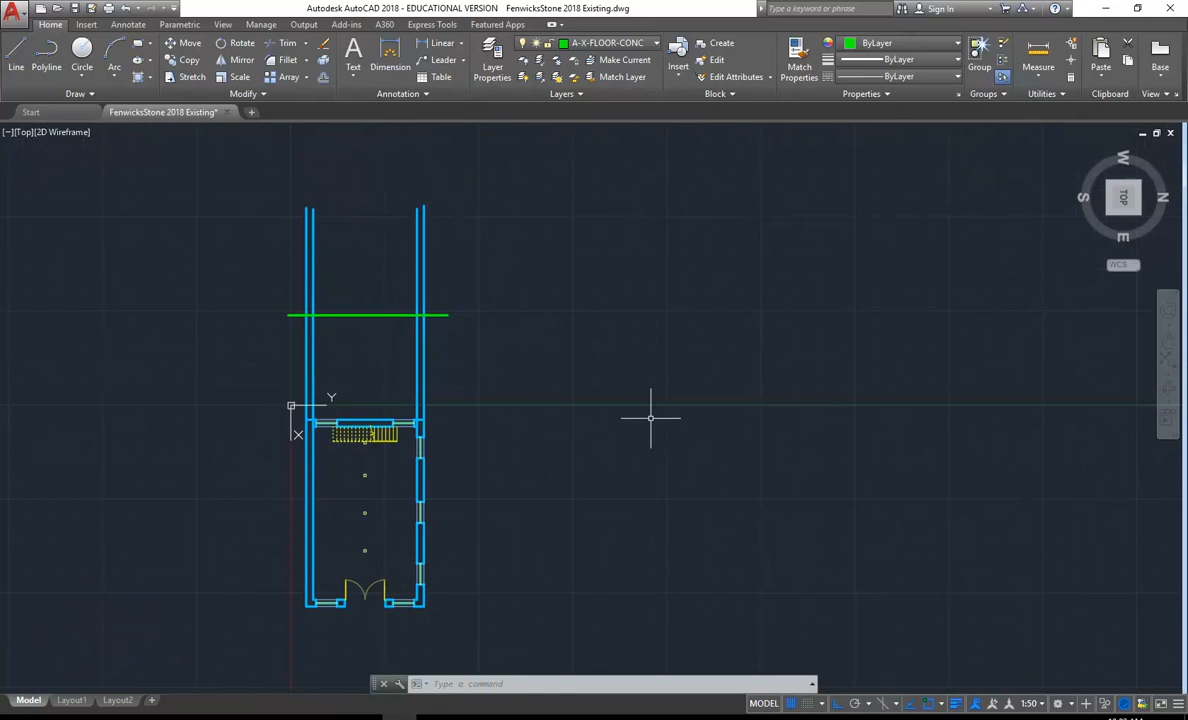 Autodesk AutoCAD 2018 - EDUCATIONAL VERSION FenwicksStone 2018 Existing.dwg
Type a keyword or phrase
Sign In
Home Insert Annotate Parametric View Manage Output Add-ins A360 Express Tools Featured Apps
Move Rotate Trim
Copy Mirror Fillet
Stretch Scale Array
Line Polyline Circle Arc
Text Dimension
Linear
Leader
Table
Layer Properties
A-X-FLOOR-CONC
Make Current
Match Layer
Insert
Create
Edit
Edit Attributes
Match Properties
ByLayer
ByLayer
ByLayer
Group
Measure
Paste
Base
Draw Modify Annotation Layers Block Properties Groups Utilities Clipboard View
Start FenwicksStone 2018 Existing*
[−][Top][2D Wireframe]
W
S TOP N
E
WCS
Y
X
Type a command
Model Layout1 Layout2
MODEL
1:50